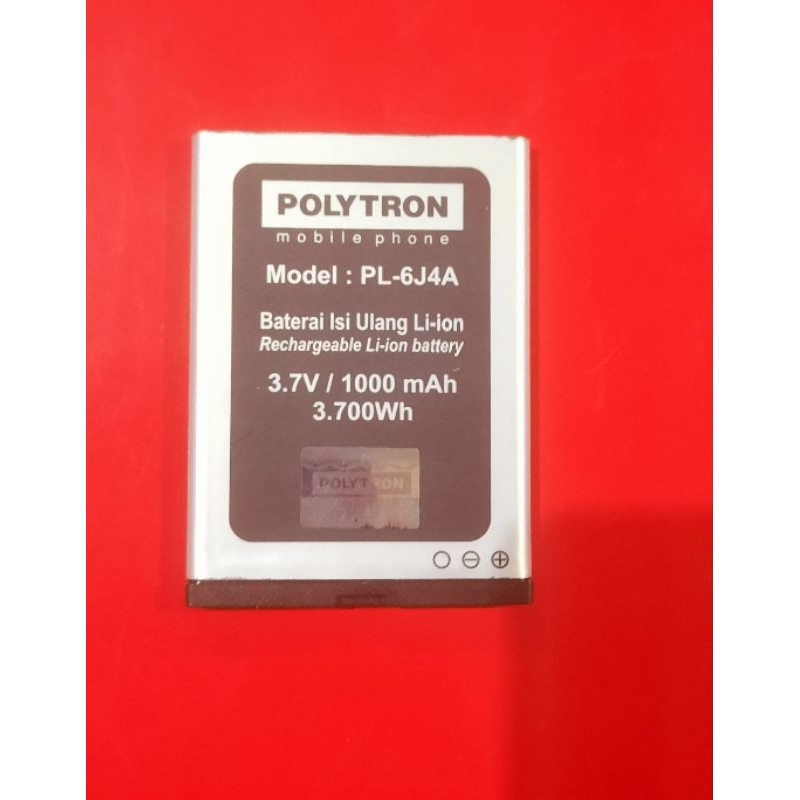 POLYTRON
mobile phone
Model : PL-6J4A
Baterai Isi Ulang Li-ion
Rechargeable Li-ion battery
3.7V / 1000 mAh
3.700Wh
POLYTRON